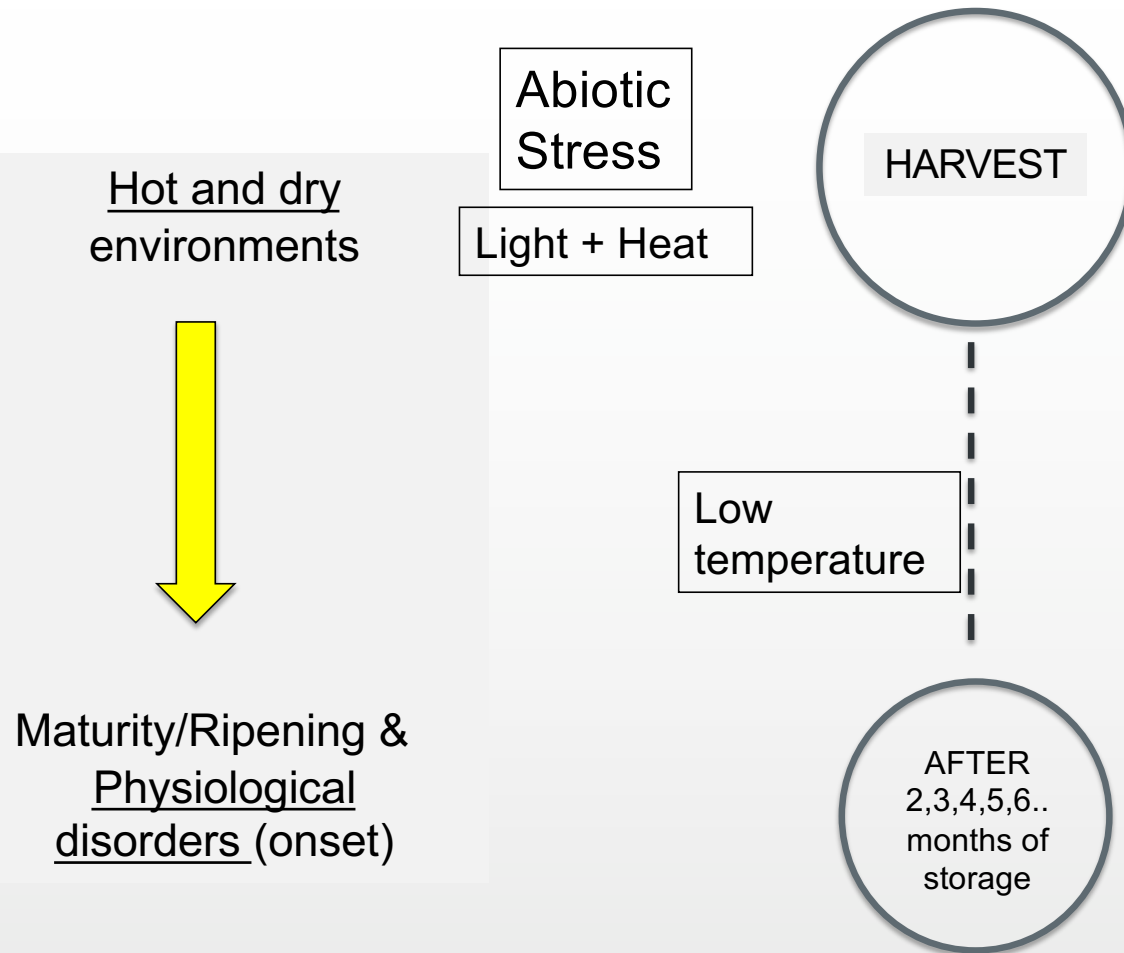 Abiotic
Stress
HARVEST
Hot and dry
environments
Light + Heat
Low
temperature
Maturity/Ripening &
Physiological
disorders (onset)
AFTER
2,3,4,5,6..
months of
storage